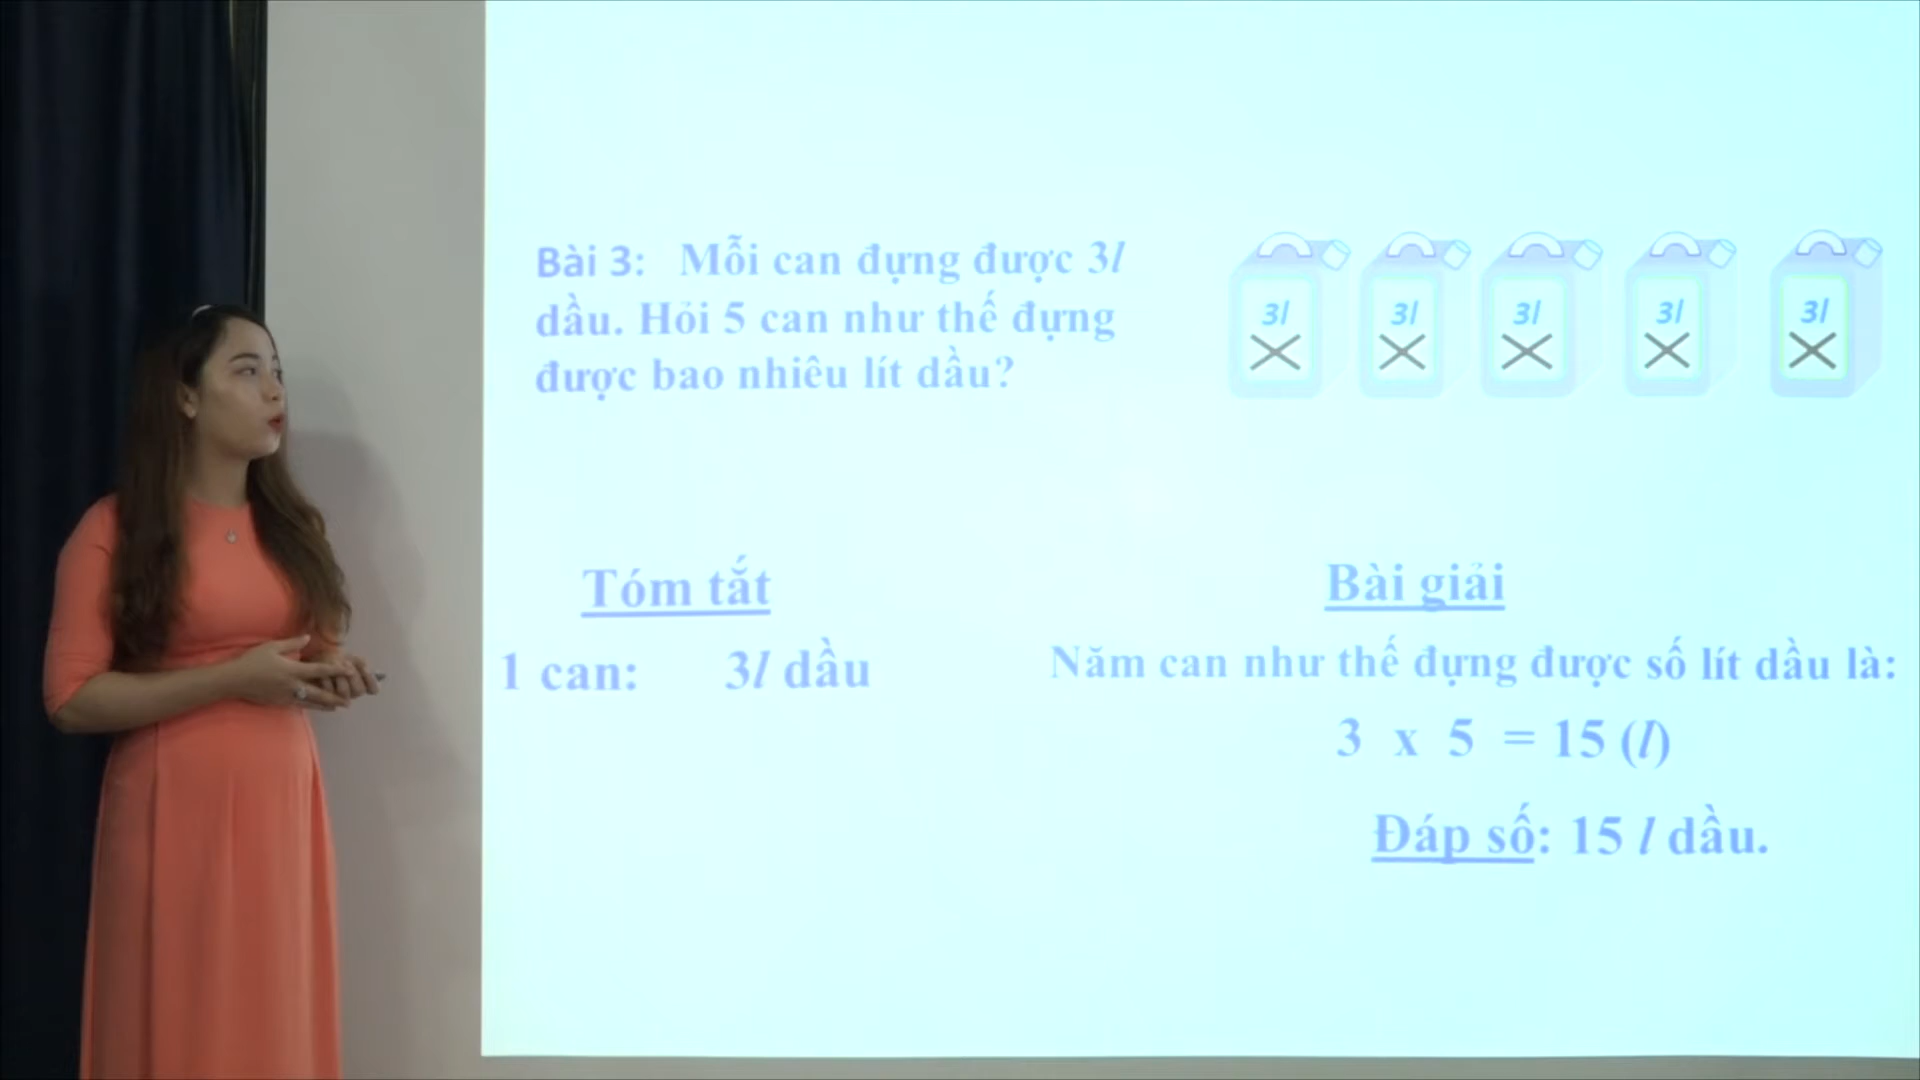 Bài 3: Mỗi can đựng được 3l
dầu. Hỏi 5 can như thế đựng
được bao nhiêu lít dầu?
3l 3l 3l 3l 3l
Tóm tắt
1 can: 3l dầu
Bài giải
Năm can như thế đựng được số lít dầu là:
3 x 5 = 15 (l)
Đáp số: 15 l dầu.